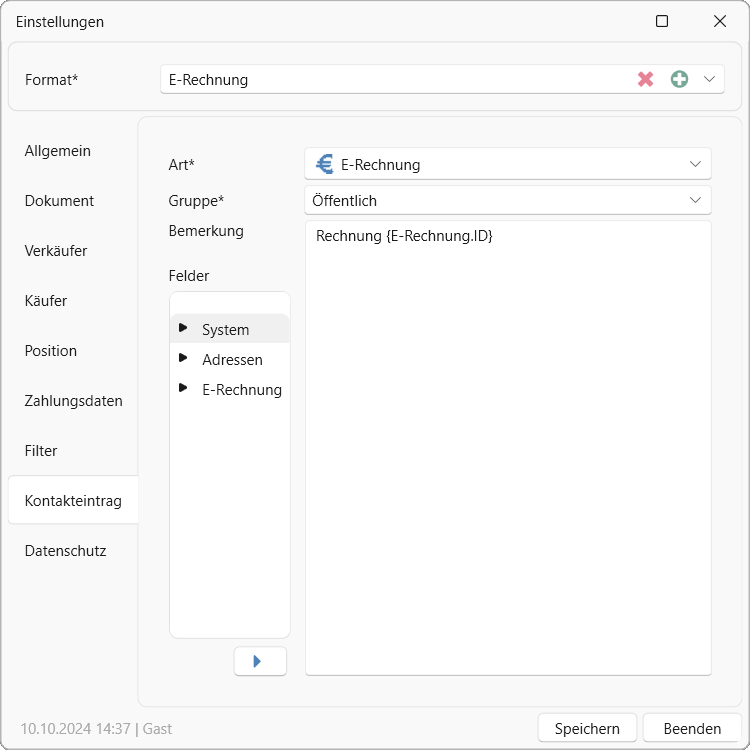 Einstellungen
Format*
E-Rechnung
Allgemein
Dokument
Verkäufer
Käufer
Position
Zahlungsdaten
Filter
Kontakteintrag
Datenschutz
Art*
E-Rechnung
Gruppe*
Öffentlich
Bemerkung
Rechnung {E-Rechnung.ID}
Felder
System
Adressen
E-Rechnung
10.10.2024 14:37 | Gast
Speichern
Beenden